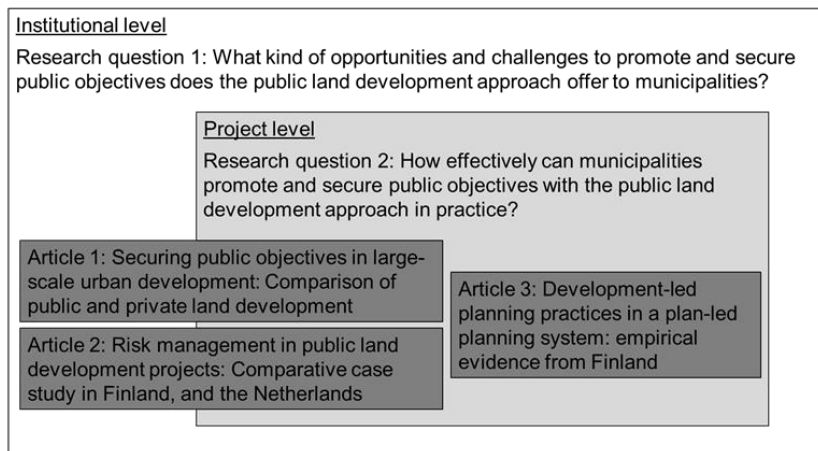 Institutional level
Research question 1: What kind of opportunities and challenges to promote and secure
public objectives does the public land development approach offer to municipalities?
Project level
Research question 2: How effectively can municipalities
promote and secure public objectives with the public land
development approach in practice?
Article 1: Securing public objectives in large-
scale urban development: Comparison of
public and private land development
Article 2: Risk management in public land
development projects: Comparative case
study in Finland, and the Netherlands
Article 3: Development-led
planning practices in a plan-led
planning system: empirical
evidence from Finland